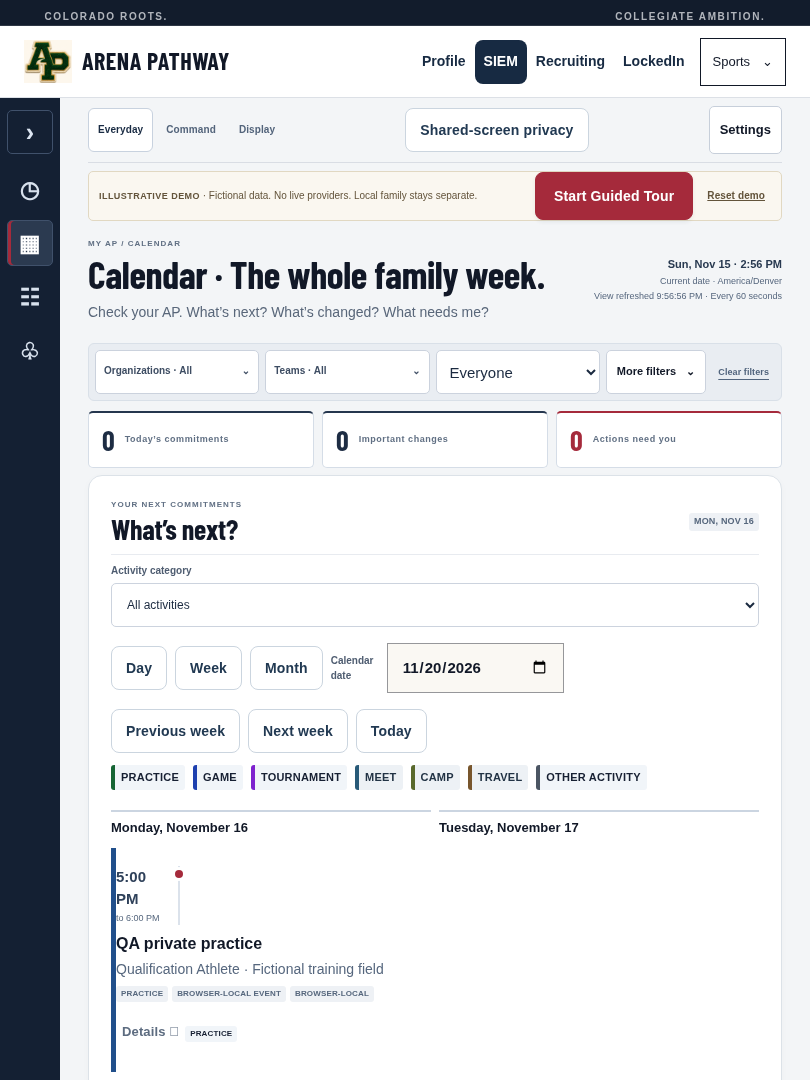 COLORADO ROOTS.
COLLEGIATE AMBITION.
AP ARENA PATHWAY
Profile SIEM Recruiting LockedIn Sports
Everyday Command Display Shared-screen privacy Settings
ILLUSTRATIVE DEMO · Fictional data. No live providers. Local family stays separate. Start Guided Tour Reset demo
MY AP / CALENDAR
Calendar · The whole family week.
Check your AP. What's next? What's changed? What needs me?
Sun, Nov 15 · 2:56 PM
Current date · America/Denver
View refreshed 9:56:56 PM · Every 60 seconds
Organizations · All Teams · All Everyone More filters Clear filters
0 Today's commitments 0 Important changes 0 Actions need you
YOUR NEXT COMMITMENTS
What's next?
MON, NOV 16
Activity category
All activities
Day Week Month Calendar date 11/20/2026
Previous week Next week Today
PRACTICE GAME TOURNAMENT MEET CAMP TRAVEL OTHER ACTIVITY
Monday, November 16 Tuesday, November 17
5:00
PM
to 6:00 PM
QA private practice
Qualification Athlete · Fictional training field
PRACTICE BROWSER-LOCAL EVENT BROWSER-LOCAL
Details PRACTICE